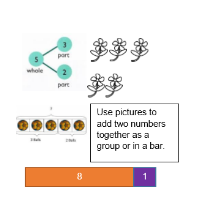 3
part
5
whole
2
part
Use pictures to
add two numbers
together as a
group or in a bar.
8
1